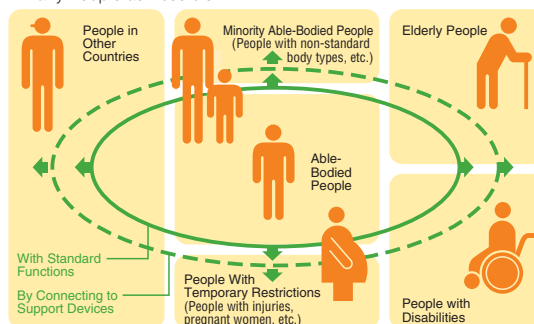 People in
Other
Countries
Minority Able-Bodied People
(People with non-standard
body types, etc.)
Elderly People
Able-
Bodied
People
With Standard
Functions
By Connecting to
Support Devices
People With
Temporary Restrictions
(People with injuries,
pregnant women, etc.)
People with
Disabilities